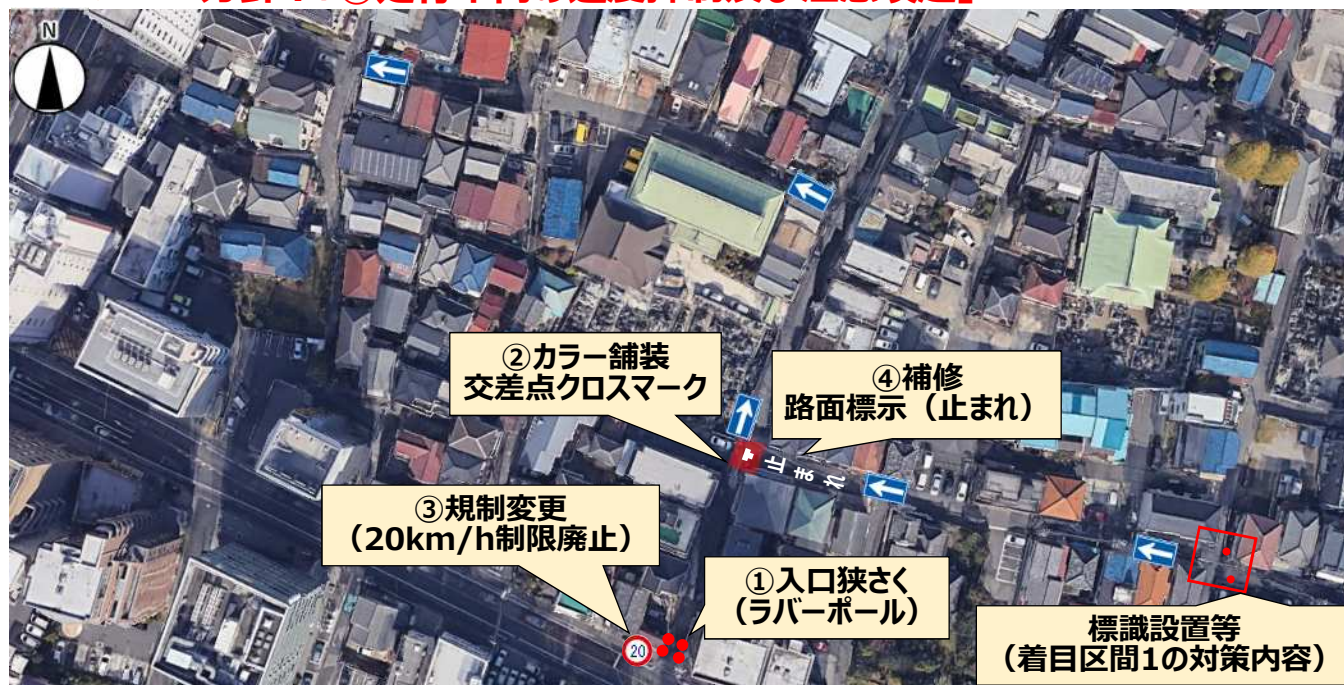 N
②カラー舗装
交差点クロスマーク
④補修
路面標示（止まれ）
止まれ
③規制変更
（20km/h制限廃止）
①入口狭さく
（ラバーポール）
20
標識設置等
（着目区間1の対策内容）